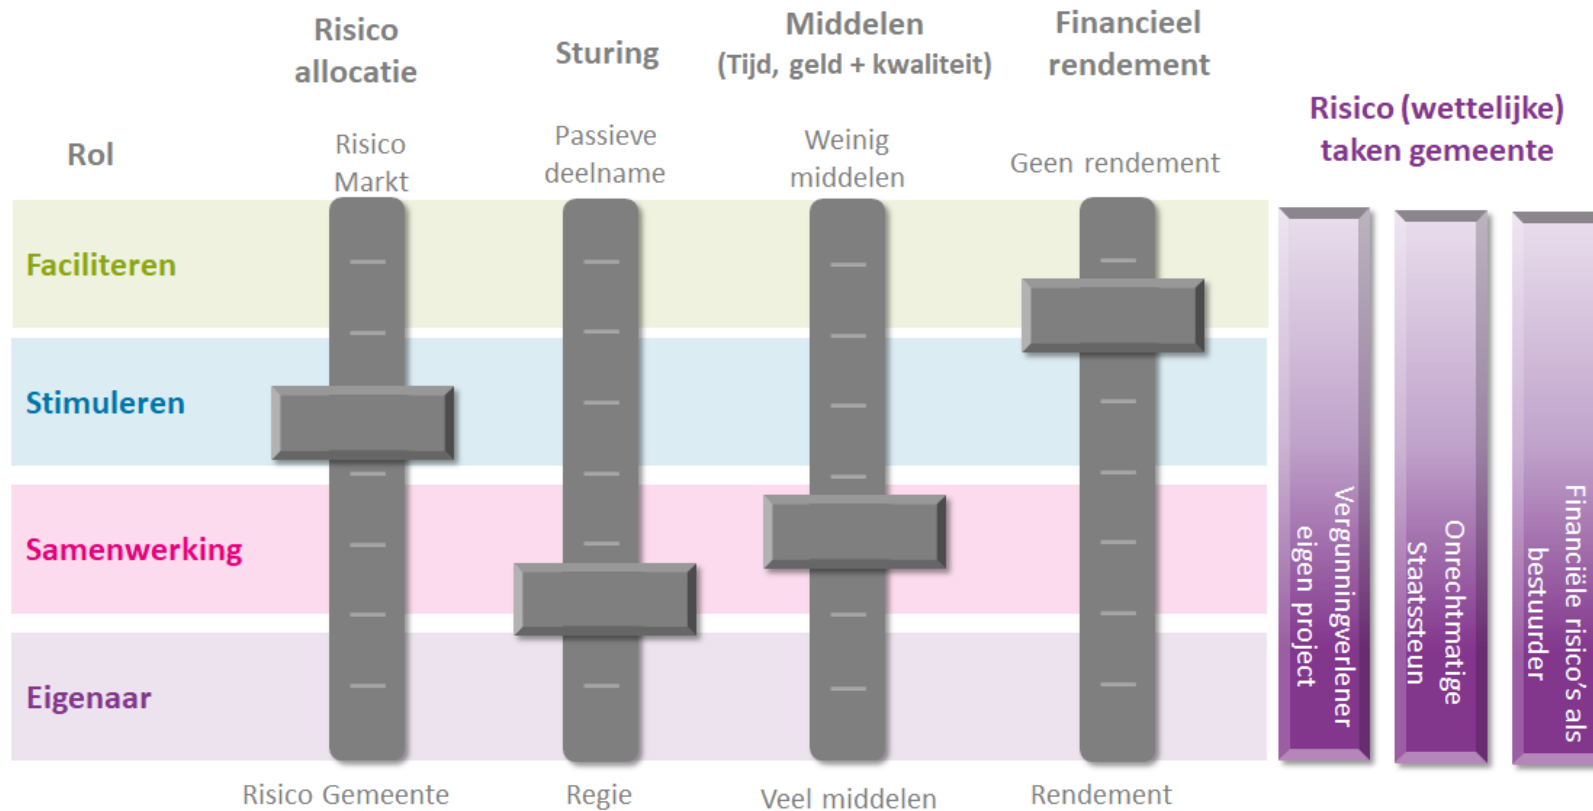 Risico
allocatie
Sturing
Middelen
(Tijd, geld + kwaliteit)
Financieel
rendement
Risico (wettelijke)
taken gemeente
Rol
Risico
Markt
Passieve
deelname
Weinig
middelen
Geen rendement
Faciliteren
Stimuleren
Samenwerking
Eigenaar
Vergunningverlener
eigen project
Onrechtmatige
Staatssteun
Financiële risico's als
bestuurder
Risico Gemeente
Regie
Veel middelen
Rendement